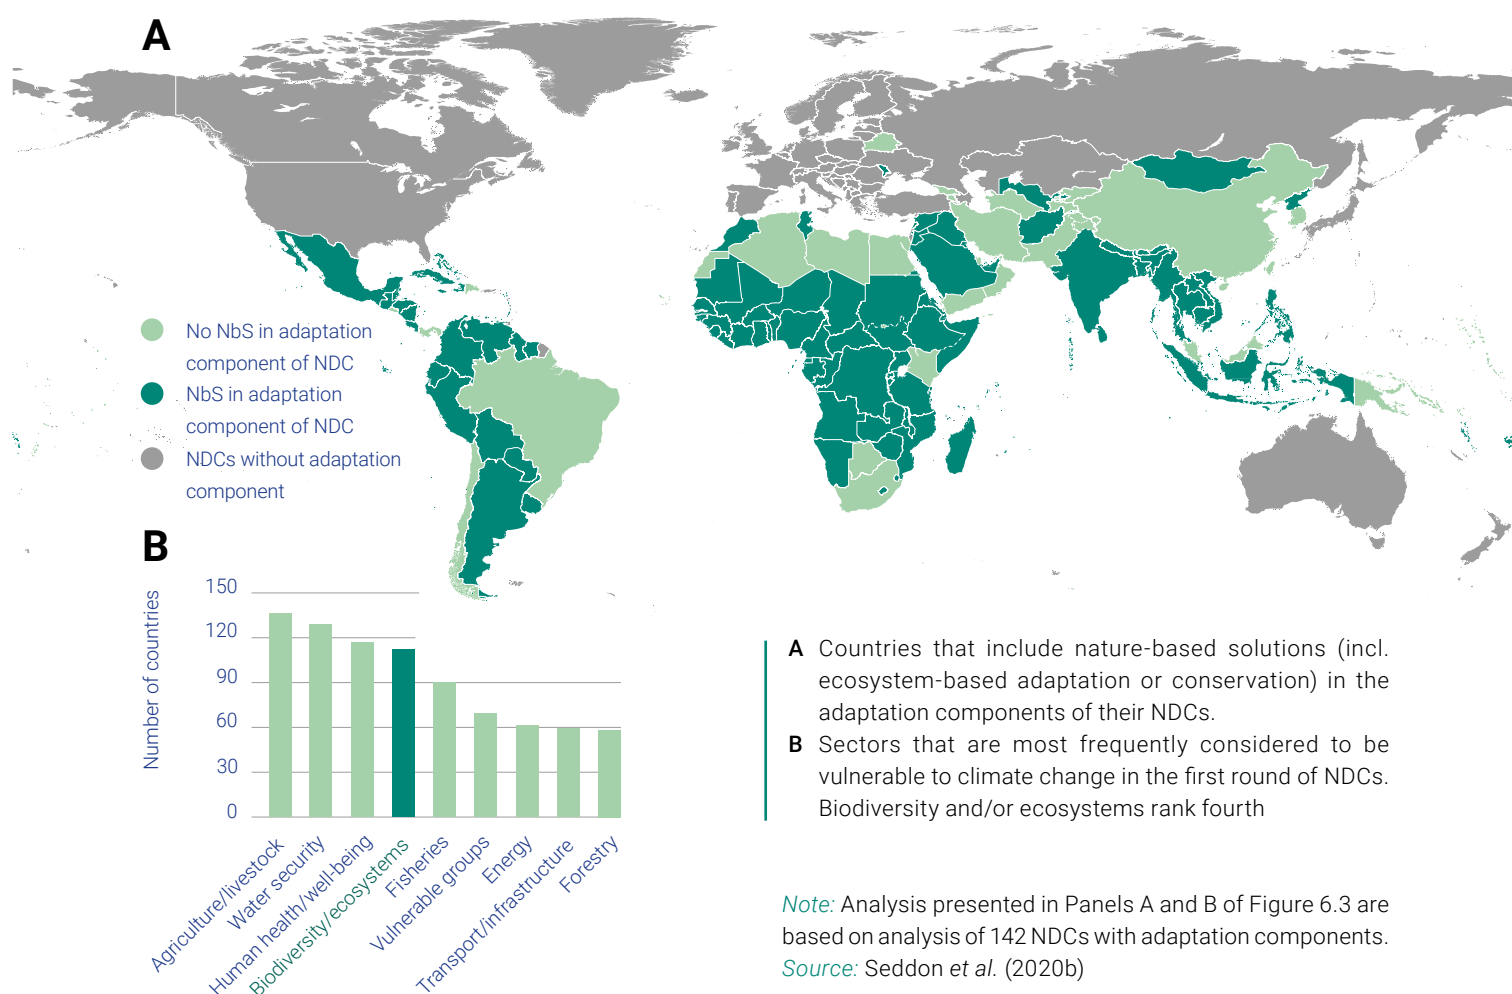 A
No NbS in adaptation
component of NDC
NbS in adaptation
component of NDC
NDCs without adaptation
component
B
Number of countries
150
120
90
60
30
0
Agriculture/livestock
Water security
Human health/well-being
Biodiversity/ecosystems
Fisheries
Vulnerable groups
Energy
Transport/infrastructure
Forestry
A Countries that include nature-based solutions (incl.
ecosystem-based adaptation or conservation) in the
adaptation components of their NDCs.
B Sectors that are most frequently considered to be
vulnerable to climate change in the first round of NDCs.
Biodiversity and/or ecosystems rank fourth
Note: Analysis presented in Panels A and B of Figure 6.3 are
based on analysis of 142 NDCs with adaptation components.
Source: Seddon et al. (2020b)